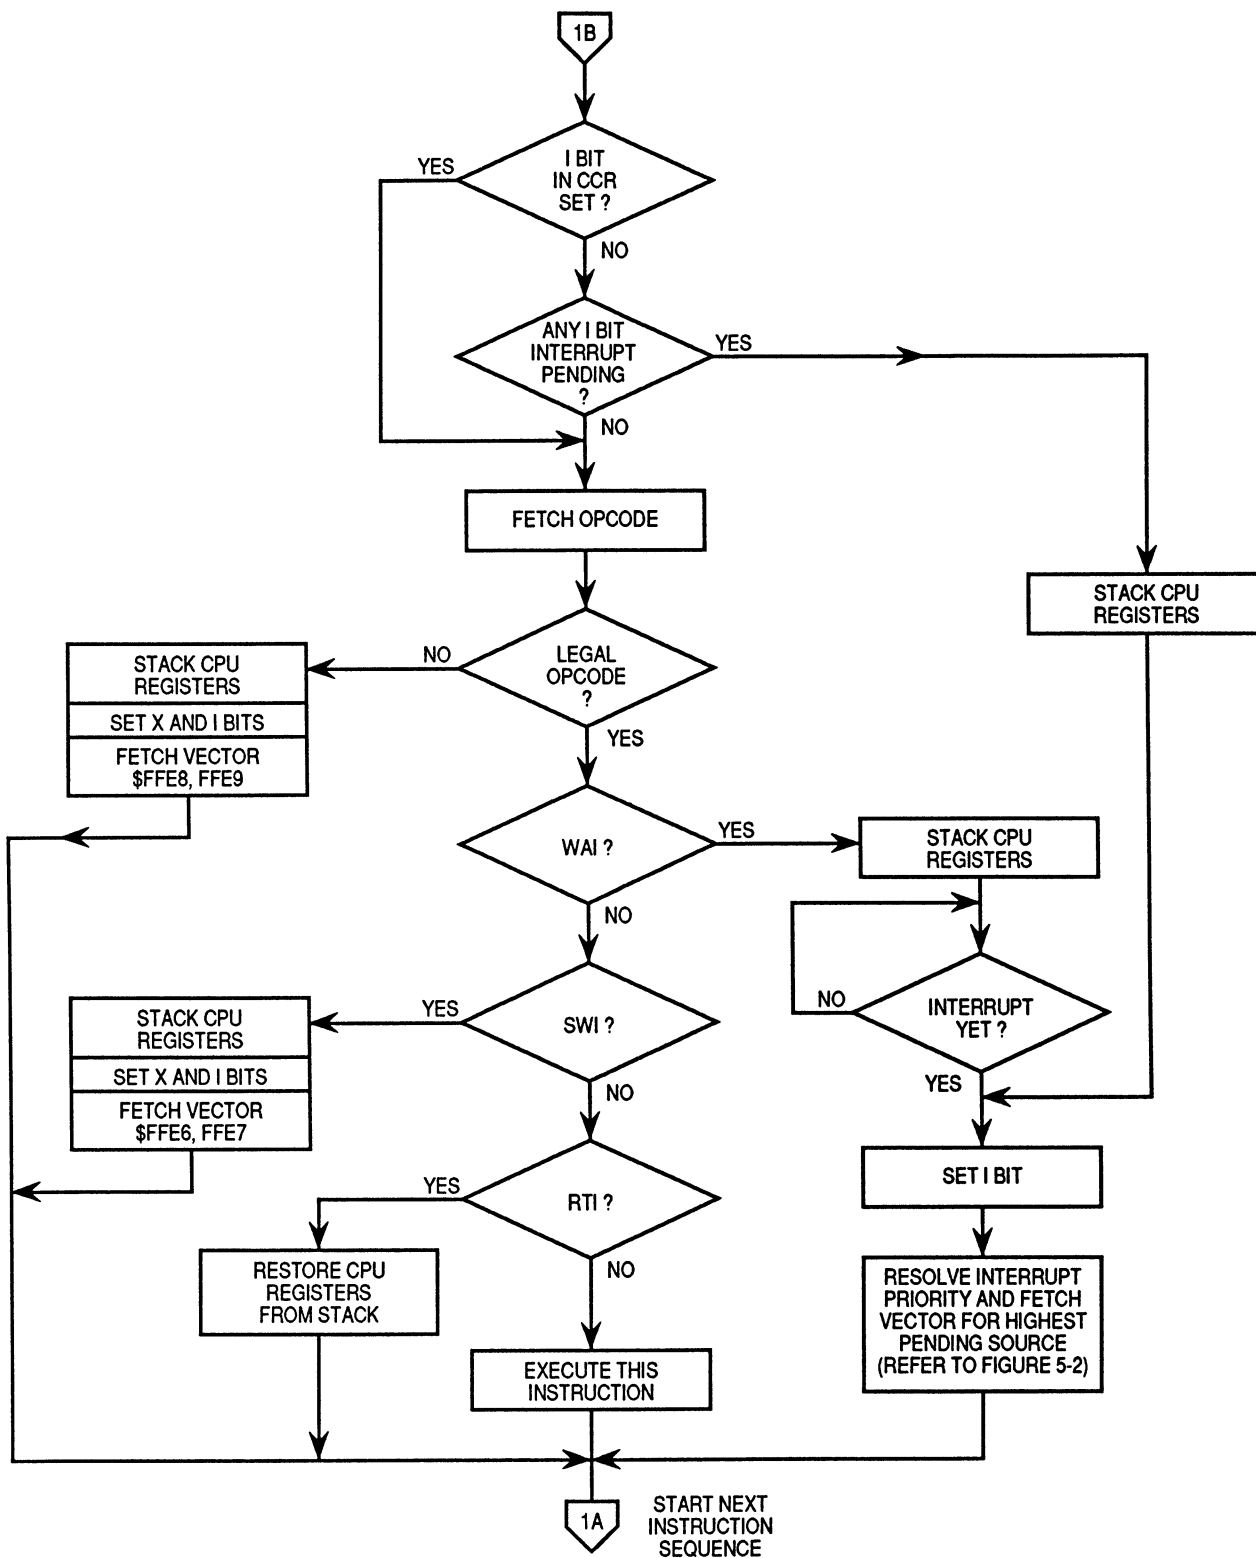 1B
I BIT
IN CCR
SET ?
YES
NO
ANY I BIT
INTERRUPT
PENDING
?
YES
NO
FETCH OPCODE
STACK CPU
REGISTERS
LEGAL
OPCODE
?
NO
YES
STACK CPU
REGISTERS
SET X AND I BITS
FETCH VECTOR
$FFE8, FFE9
WAI ?
YES
NO
STACK CPU
REGISTERS
INTERRUPT
YET ?
NO
YES
SWI ?
YES
NO
STACK CPU
REGISTERS
SET X AND I BITS
FETCH VECTOR
$FFE6, FFE7
SET I BIT
RTI ?
YES
NO
RESTORE CPU
REGISTERS
FROM STACK
RESOLVE INTERRUPT
PRIORITY AND FETCH
VECTOR FOR HIGHEST
PENDING SOURCE
(REFER TO FIGURE 5-2)
EXECUTE THIS
INSTRUCTION
1A
START NEXT
INSTRUCTION
SEQUENCE